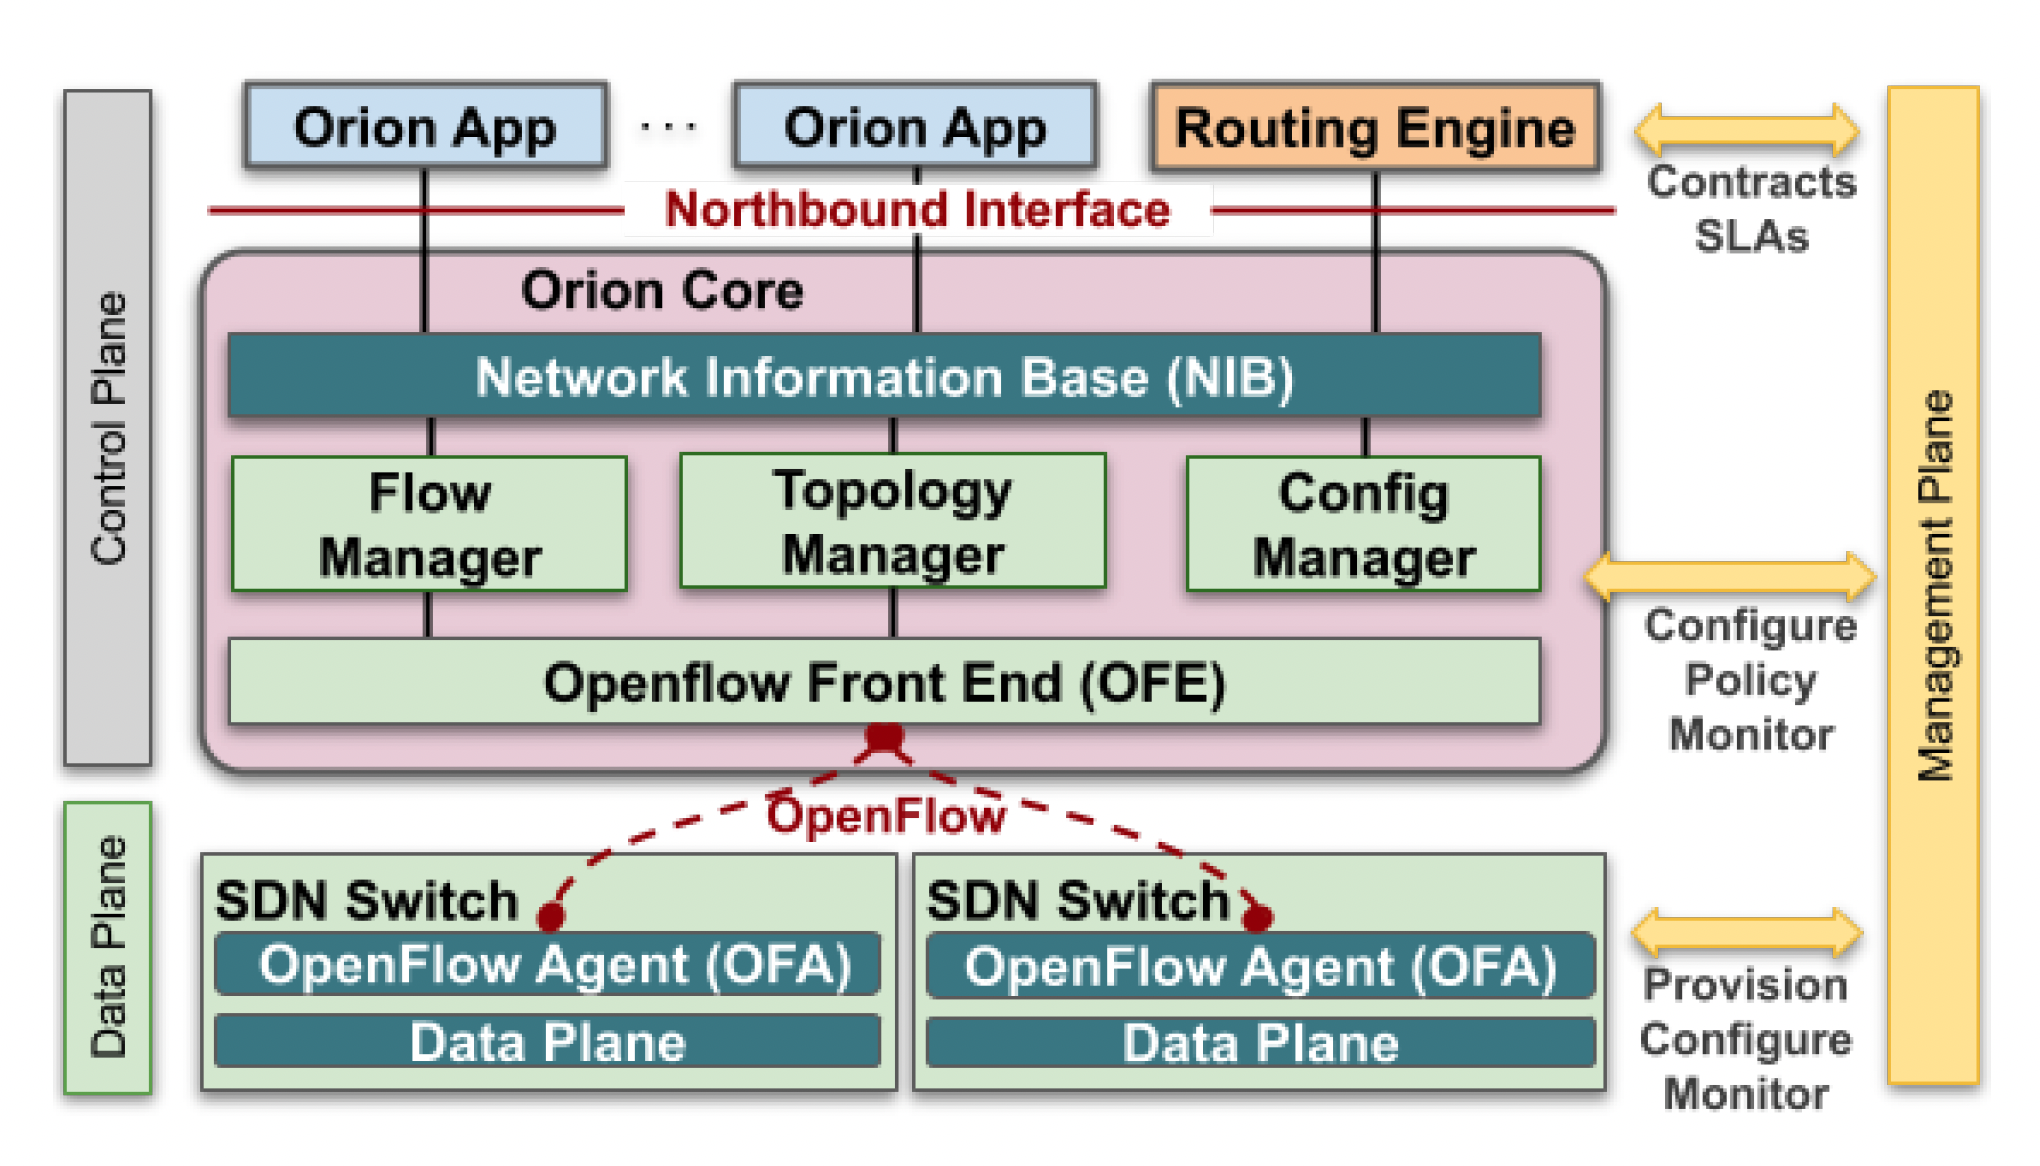 Control Plane
Orion App
...
Orion App
Routing Engine
Northbound Interface
Orion Core
Network Information Base (NIB)
Flow
Manager
Topology
Manager
Config
Manager
Openflow Front End (OFE)
OpenFlow
Data Plane
SDN Switch
OpenFlow Agent (OFA)
Data Plane
SDN Switch
OpenFlow Agent (OFA)
Data Plane
Contracts
SLAs
Configure
Policy
Monitor
Provision
Configure
Monitor
Management Plane